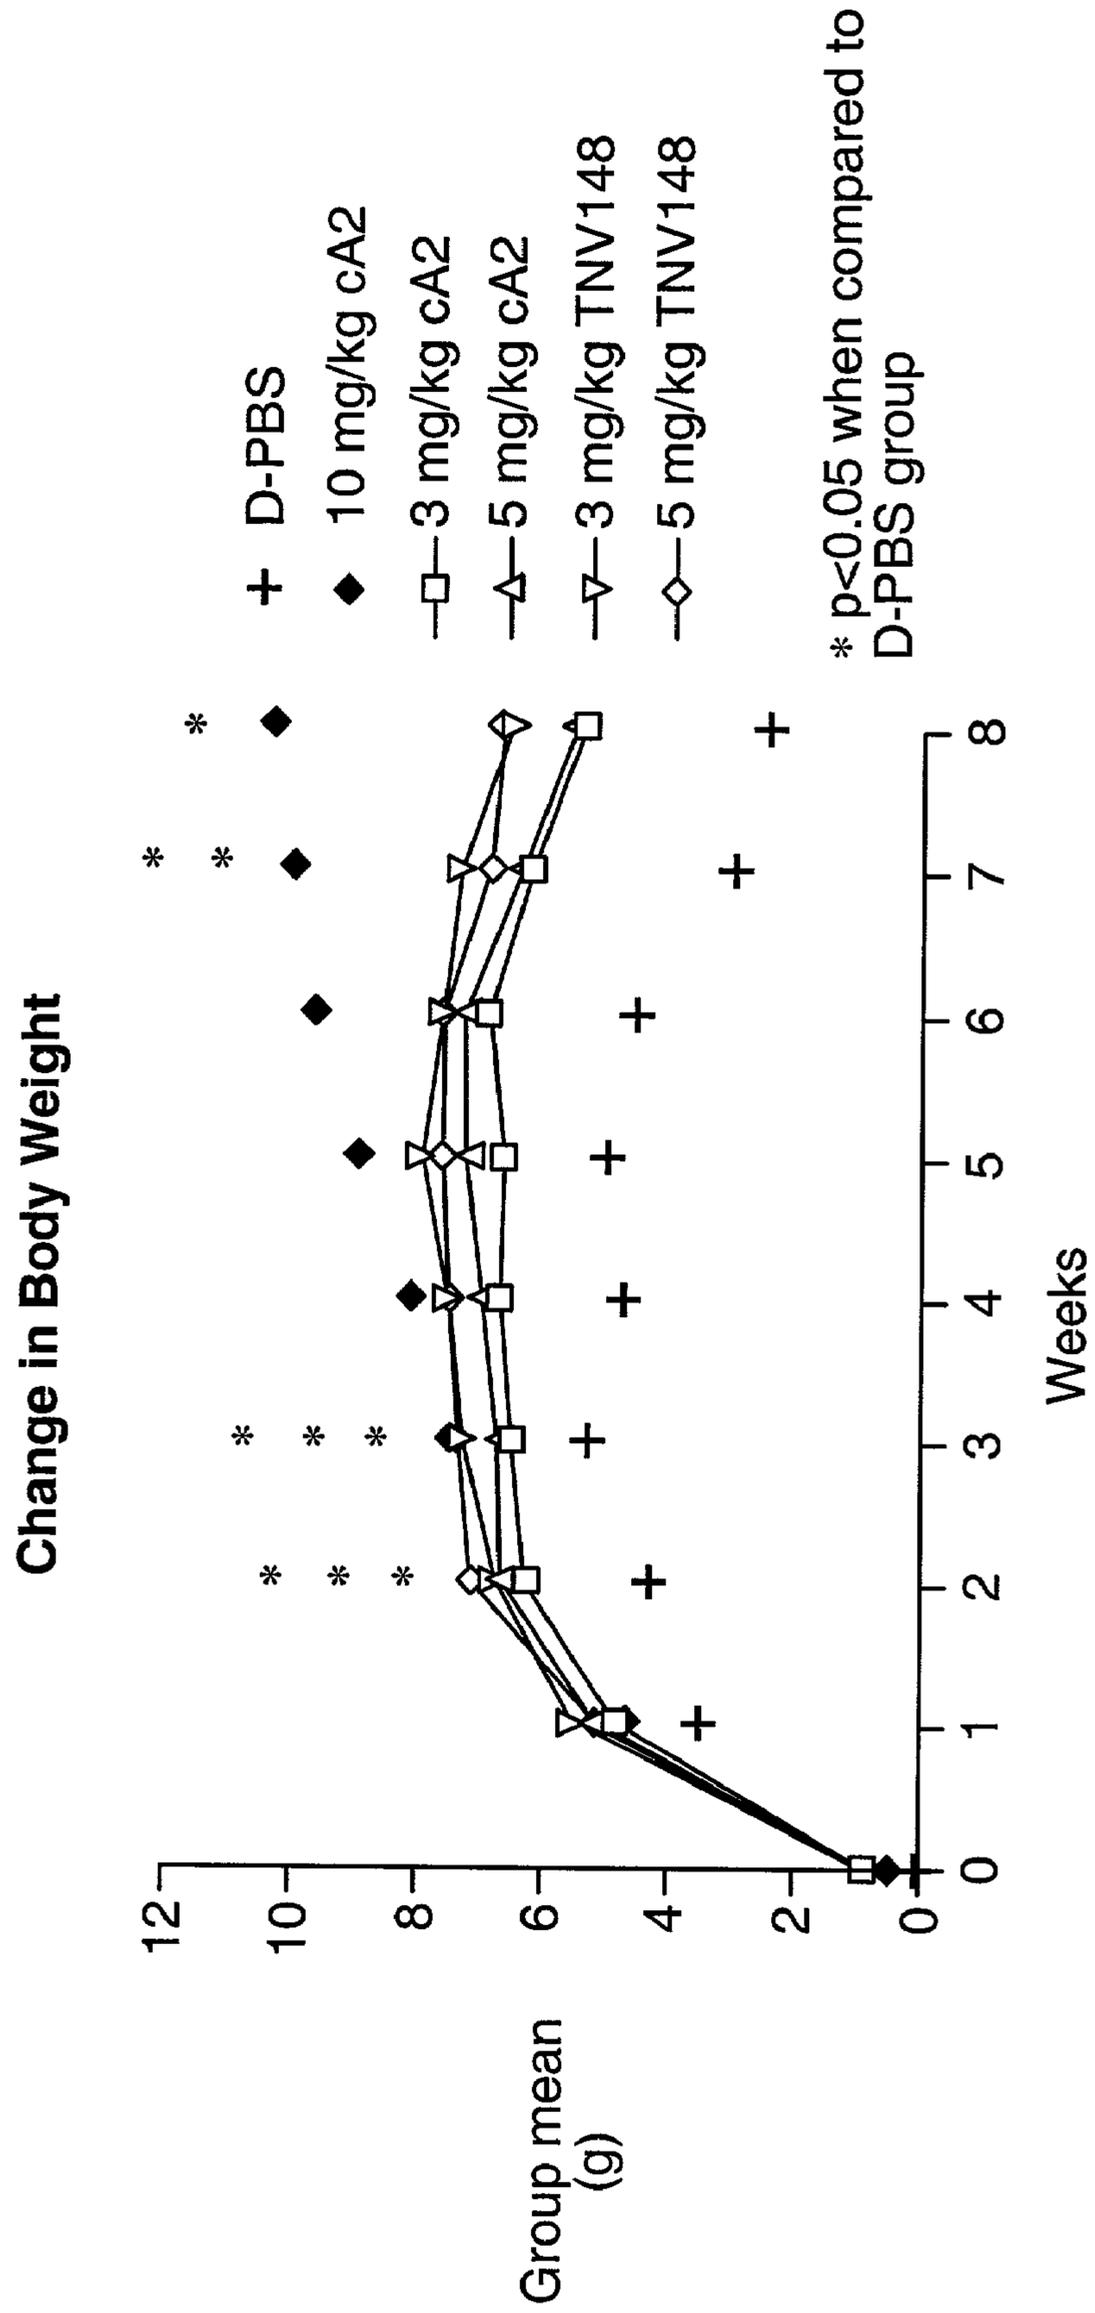 Change in Body Weight
12
10
8
6
4
2
0
Group mean
(g)
* * *
* * *
* *
*
0 1 2 3 4 5 6 7 8
Weeks
D-PBS
10 mg/kg cA2
3 mg/kg cA2
5 mg/kg cA2
3 mg/kg TNV148
5 mg/kg TNV148
* p<0.05 when compared to
D-PBS group